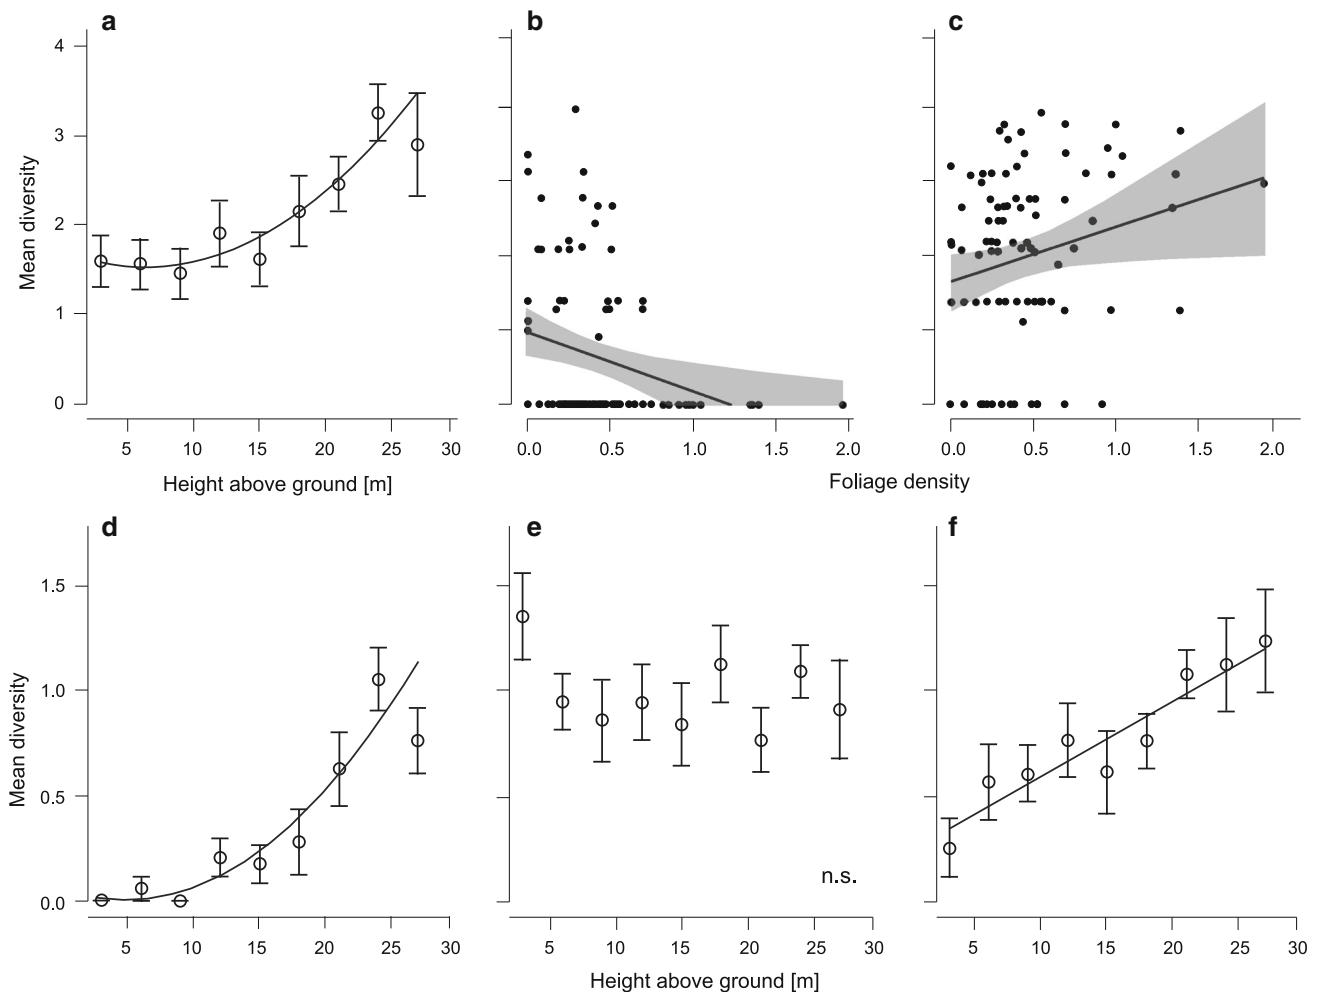 a b c
4
3
2
1
0
Mean diversity
5 10 15 20 25 30
0.0 0.5 1.0 1.5 2.0
0.0 0.5 1.0 1.5 2.0
Height above ground [m]
Foliage density
d e f
1.5
1.0
0.5
0.0
Mean diversity
n.s.
5 10 15 20 25 30
5 10 15 20 25 30
5 10 15 20 25 30
Height above ground [m]